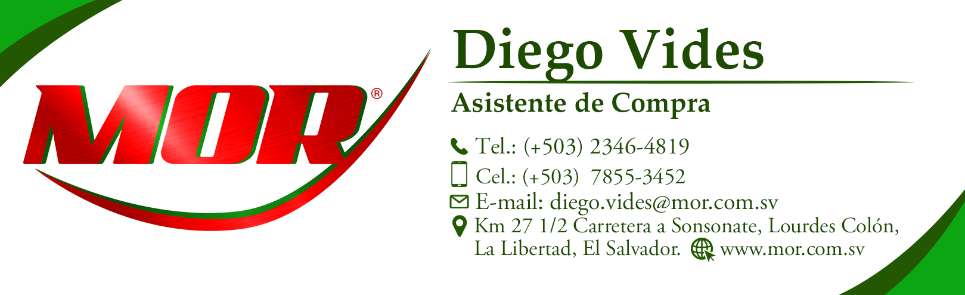 MOR®
Diego Vides
Asistente de Compra
Tel.: (+503) 2346-4819
Cel.: (+503) 7855-3452
E-mail: diego.vides@mor.com.sv
Km 27 1/2 Carretera a Sonsonate, Lourdes Colón,
La Libertad, El Salvador. www.mor.com.sv